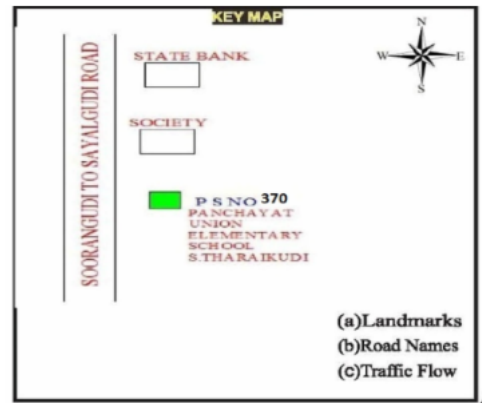 KEY MAP
N
W E
S
STATE BANK
SOCIETY
SOORANGUDI TO SAYALGUDI ROAD
P S NO 370
PANCHAYAT
UNION
ELEMENTARY
SCHOOL
S.THARAIKUDI
(a)Landmarks
(b)Road Names
(c)Traffic Flow